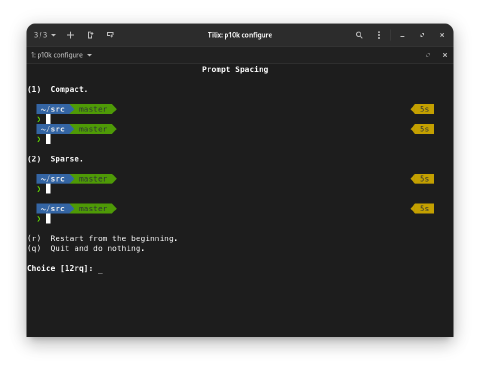 3 / 3
Tilix: p10k configure
1: p10k configure
Prompt Spacing
(1)  Compact.
~/src master 5s
❯
~/src master 5s
❯
(2)  Sparse.
~/src master 5s
❯
~/src master 5s
❯
(r)  Restart from the beginning.
(q)  Quit and do nothing.
Choice [12rq]: _